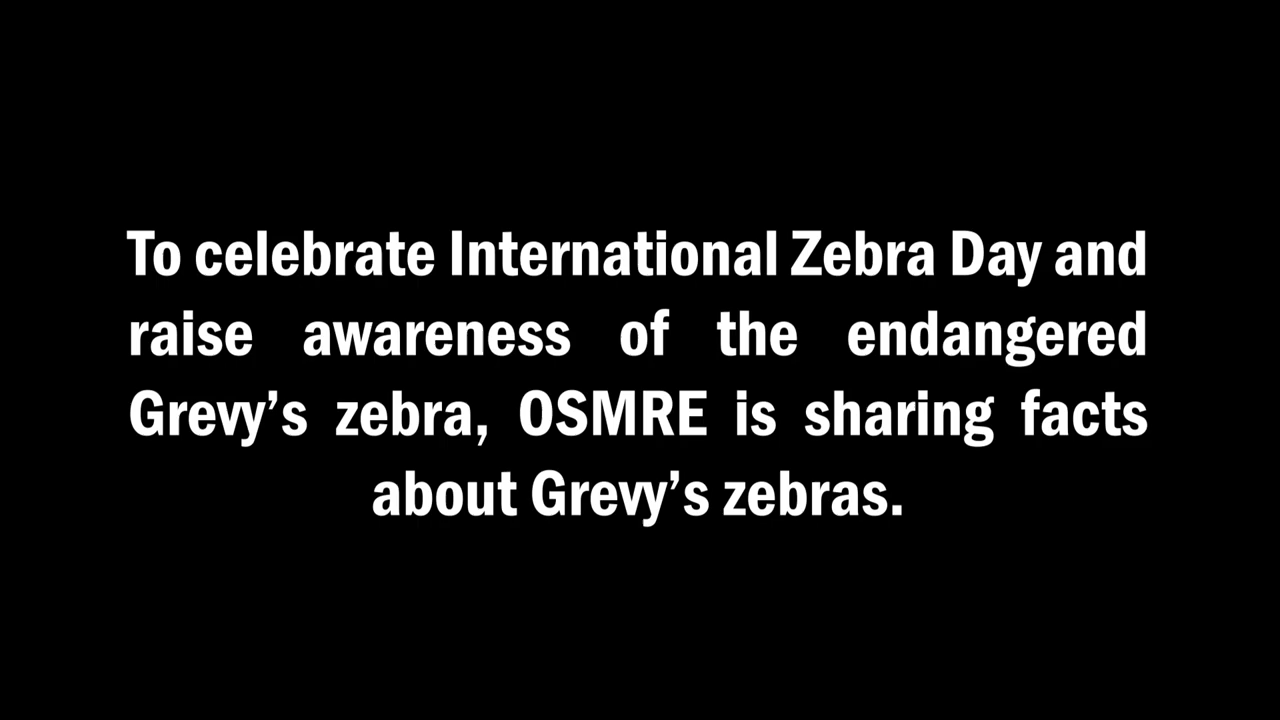 To celebrate International Zebra Day and
raise awareness of the endangered
Grevy’s zebra, OSMRE is sharing facts
about Grevy’s zebras.